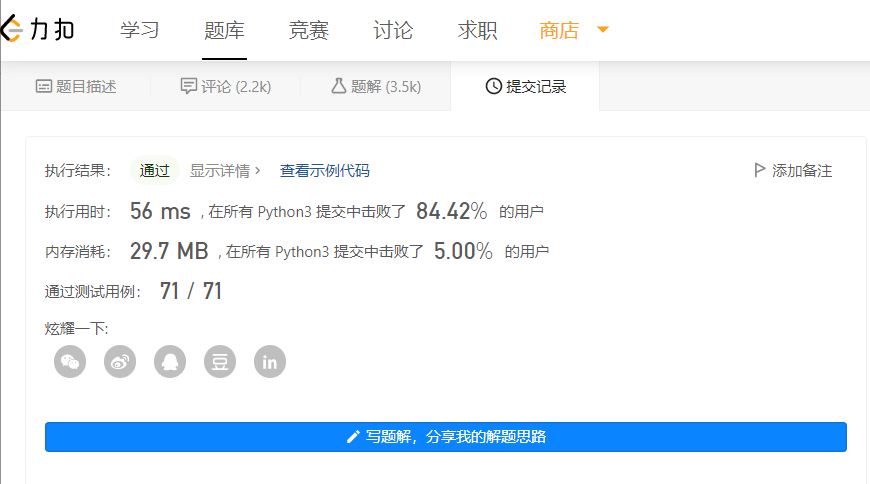 力扣 学习 题库 竞赛 讨论 求职 商店
题目描述 评论 (2.2k) 题解 (3.5k) 提交记录
执行结果： 通过 显示详情 › 查看示例代码 添加备注
执行用时： 56 ms , 在所有 Python3 提交中击败了 84.42% 的用户
内存消耗： 29.7 MB , 在所有 Python3 提交中击败了 5.00% 的用户
通过测试用例： 71 / 71
炫耀一下:
豆 in
写题解，分享我的解题思路